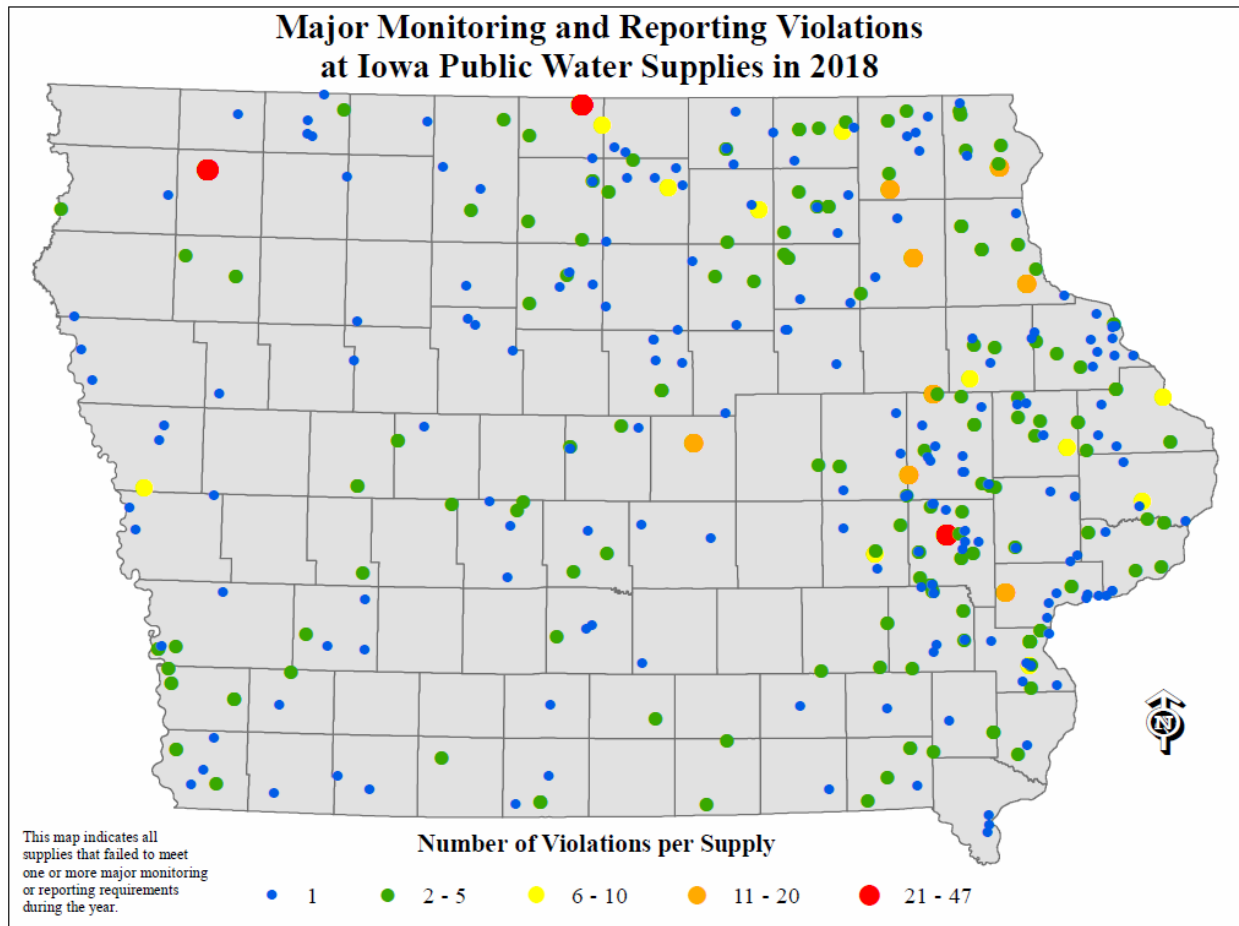 Major Monitoring and Reporting Violations
at Iowa Public Water Supplies in 2018
N
This map indicates all
supplies that failed to meet
one or more major monitoring
or reporting requirements
during the year.
Number of Violations per Supply
1 2 - 5 6 - 10 11 - 20 21 - 47